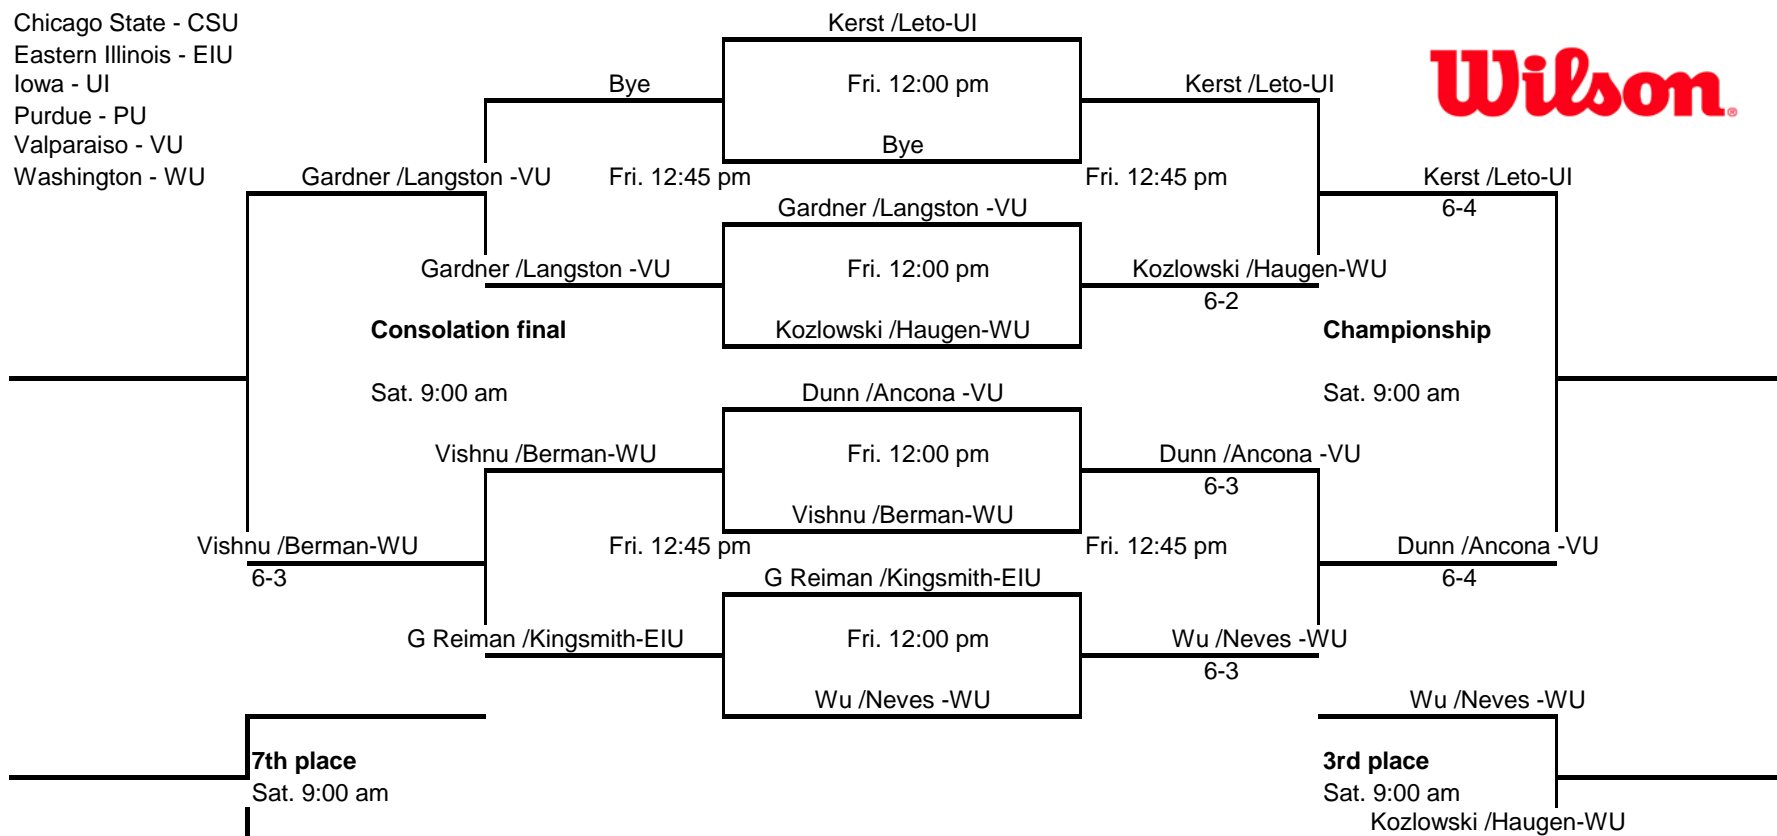 Chicago State - CSU
Kerst /Leto-UI
Eastern Illinois - EIU
Wilson®
Iowa - UI
Bye
Fri. 12:00 pm
Kerst /Leto-UI
Purdue - PU
Valparaiso - VU
Bye
Washington - WU
Gardner /Langston -VU
Fri. 12:45 pm
Fri. 12:45 pm
Kerst /Leto-UI
Gardner /Langston -VU
6-4
Gardner /Langston -VU
Fri. 12:00 pm
Kozlowski /Haugen-WU
6-2
Consolation final
Kozlowski /Haugen-WU
Championship
Sat. 9:00 am
Dunn /Ancona -VU
Sat. 9:00 am
Vishnu /Berman-WU
Fri. 12:00 pm
Dunn /Ancona -VU
6-3
Vishnu /Berman-WU
Vishnu /Berman-WU
Fri. 12:45 pm
Fri. 12:45 pm
Dunn /Ancona -VU
6-3
G Reiman /Kingsmith-EIU
6-4
G Reiman /Kingsmith-EIU
Fri. 12:00 pm
Wu /Neves -WU
6-3
Wu /Neves -WU
Wu /Neves -WU
7th place
3rd place
Sat. 9:00 am
Sat. 9:00 am
Kozlowski /Haugen-WU